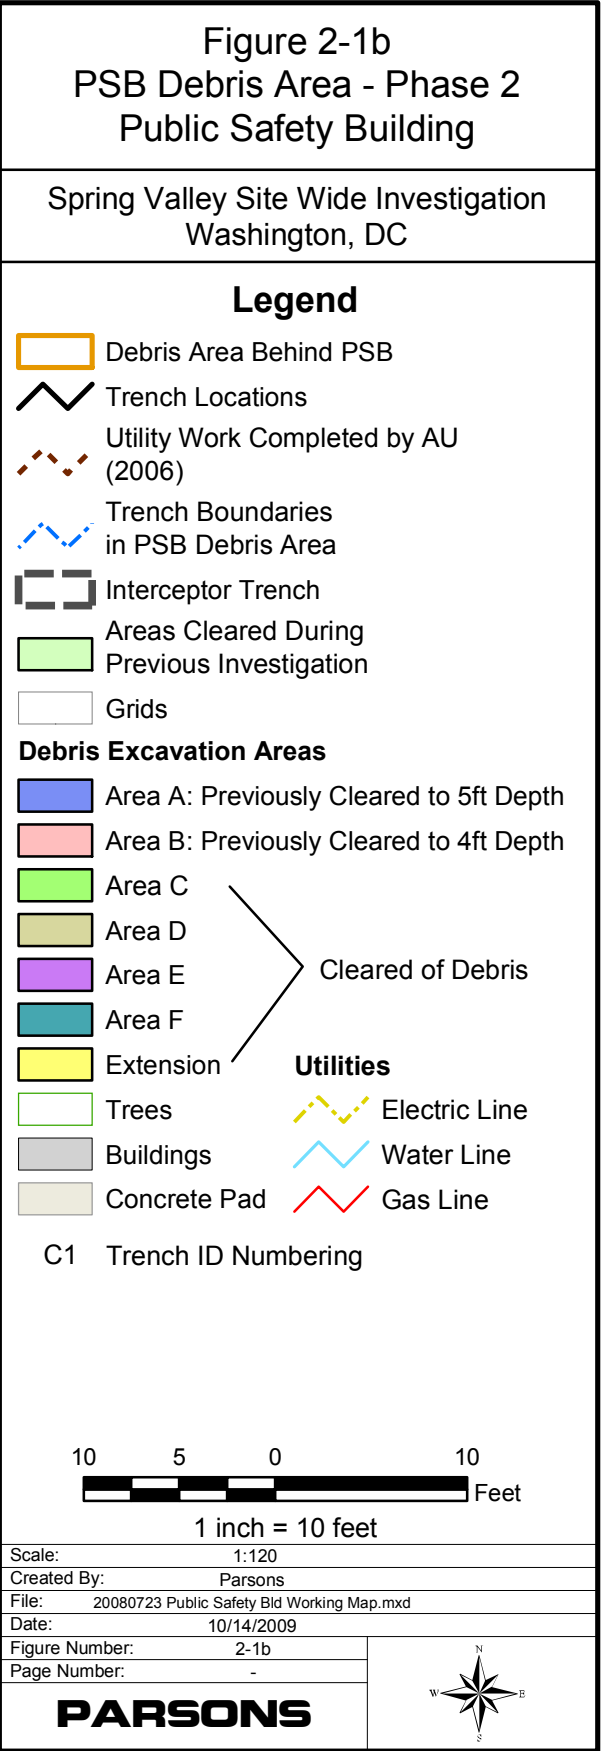 Figure 2-1b
PSB Debris Area - Phase 2
Public Safety Building
Spring Valley Site Wide Investigation
Washington, DC
Legend
Debris Area Behind PSB
Trench Locations
Utility Work Completed by AU
(2006)
Trench Boundaries
in PSB Debris Area
Interceptor Trench
Areas Cleared During
Previous Investigation
Grids
Debris Excavation Areas
Area A: Previously Cleared to 5ft Depth
Area B: Previously Cleared to 4ft Depth
Area C
Area D
Area E
Cleared of Debris
Area F
Extension
Utilities
Trees
Electric Line
Buildings
Water Line
Concrete Pad
Gas Line
C1 Trench ID Numbering
10 5 0 10
Feet
1 inch = 10 feet
Scale: 1:120
Created By: Parsons
File: 20080723 Public Safety Bld Working Map.mxd
Date: 10/14/2009
Figure Number: 2-1b
Page Number: -
PARSONS
N
W E
S